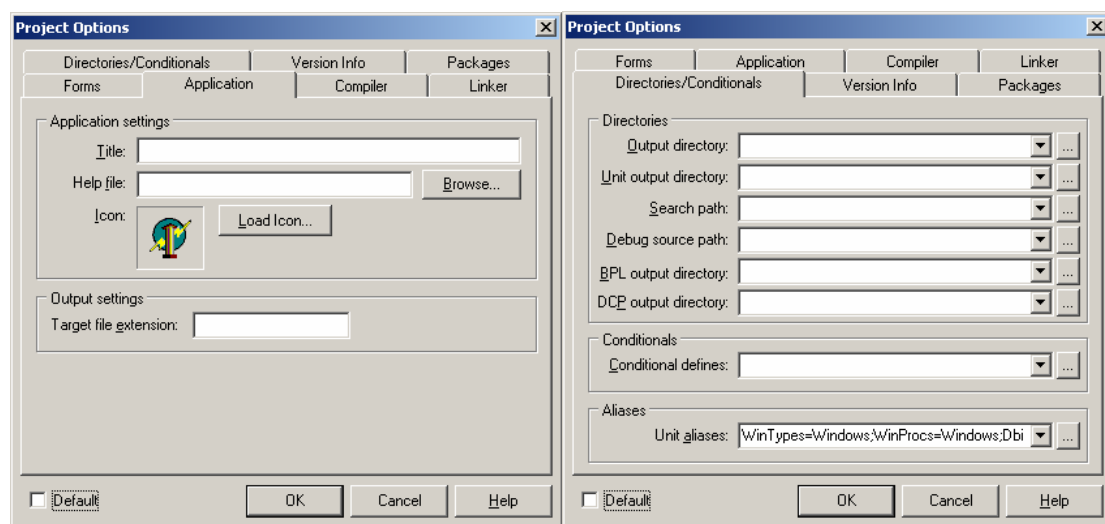 Project Options
Directories/Conditionals Version Info Packages
Forms Application Compiler Linker
Application settings
Title:
Help file: Browse...
Icon: Load Icon...
Output settings
Target file extension:
Default OK Cancel Help
Project Options
Forms Application Compiler Linker
Directories/Conditionals Version Info Packages
Directories
Output directory: ...
Unit output directory: ...
Search path: ...
Debug source path: ...
BPL output directory: ...
DCP output directory: ...
Conditionals
Conditional defines: ...
Aliases
Unit aliases: WinTypes=Windows;WinProcs=Windows;Dbi ...
Default OK Cancel Help